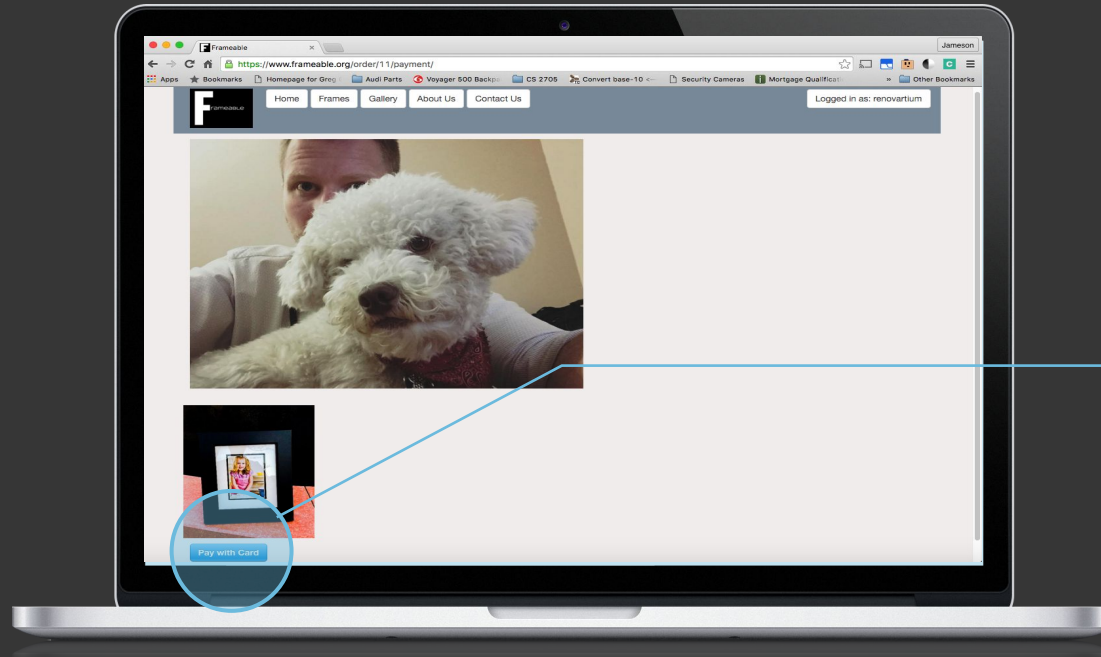 Frameable
Jameson
https://www.frameable.org/order/11/payment/
Apps Bookmarks Homepage for Greg Audi Parts Voyager 500 Backpa CS 2705 Convert base-10 <-- Security Cameras Mortgage Qualificati » Other Bookmarks
Frameable
Home Frames Gallery About Us Contact Us Logged in as: renovartium
Pay with Card